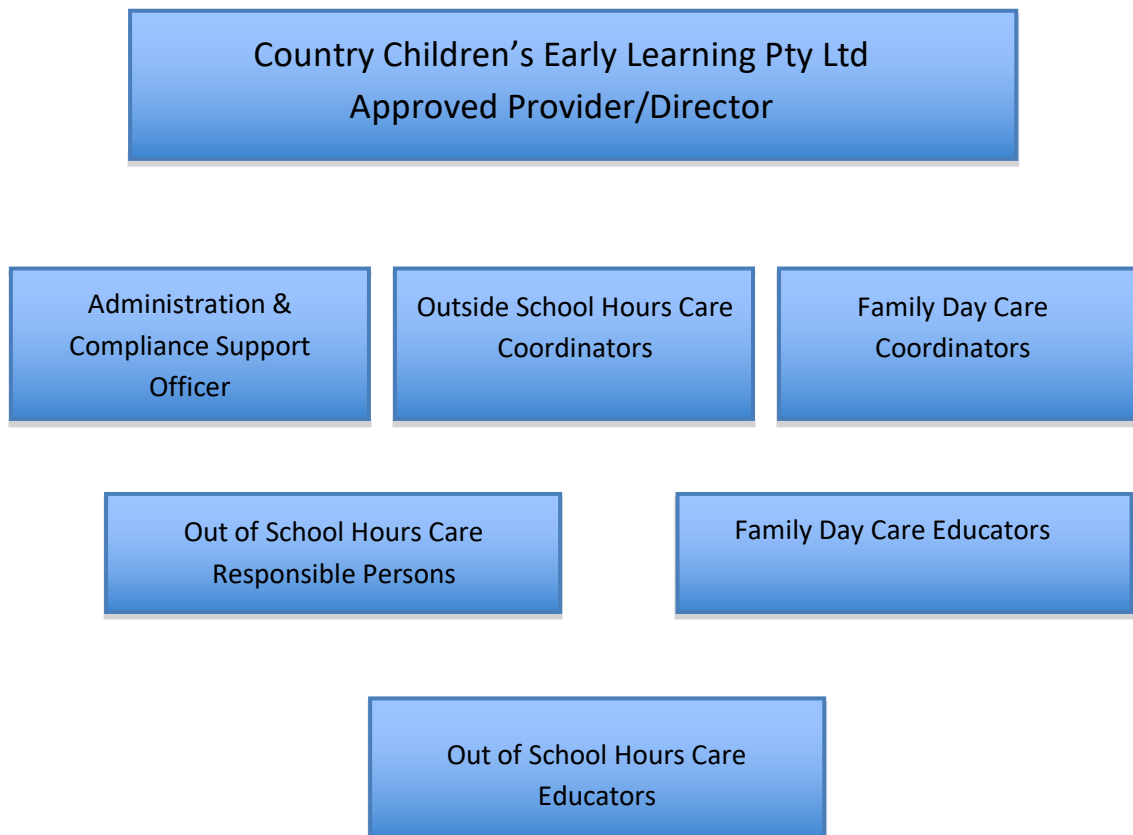 Country Children’s Early Learning Pty Ltd
Approved Provider/Director
Administration &
Compliance Support
Officer
Outside School Hours Care
Coordinators
Family Day Care
Coordinators
Out of School Hours Care
Responsible Persons
Family Day Care Educators
Out of School Hours Care
Educators